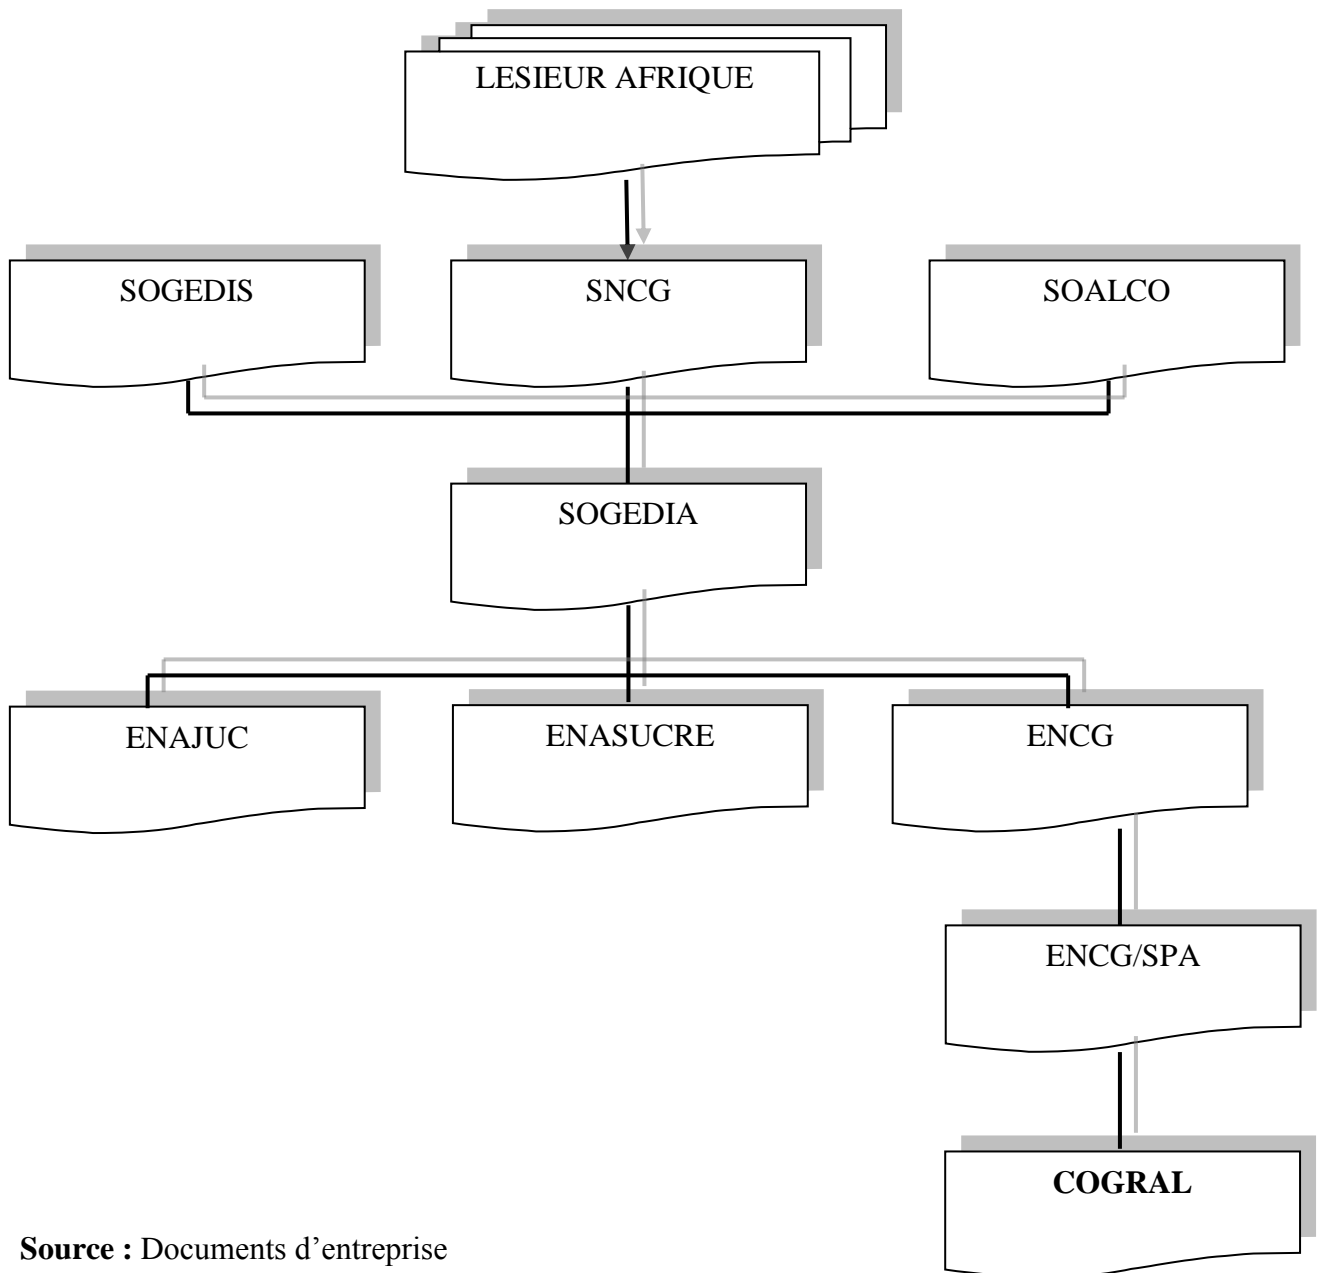 LESIEUR AFRIQUE
SOGEDIS
SNCG
SOALCO
SOGEDIA
ENAJUC
ENASUCRE
ENCG
ENCG/SPA
COGRAL
Source : Documents d’entreprise